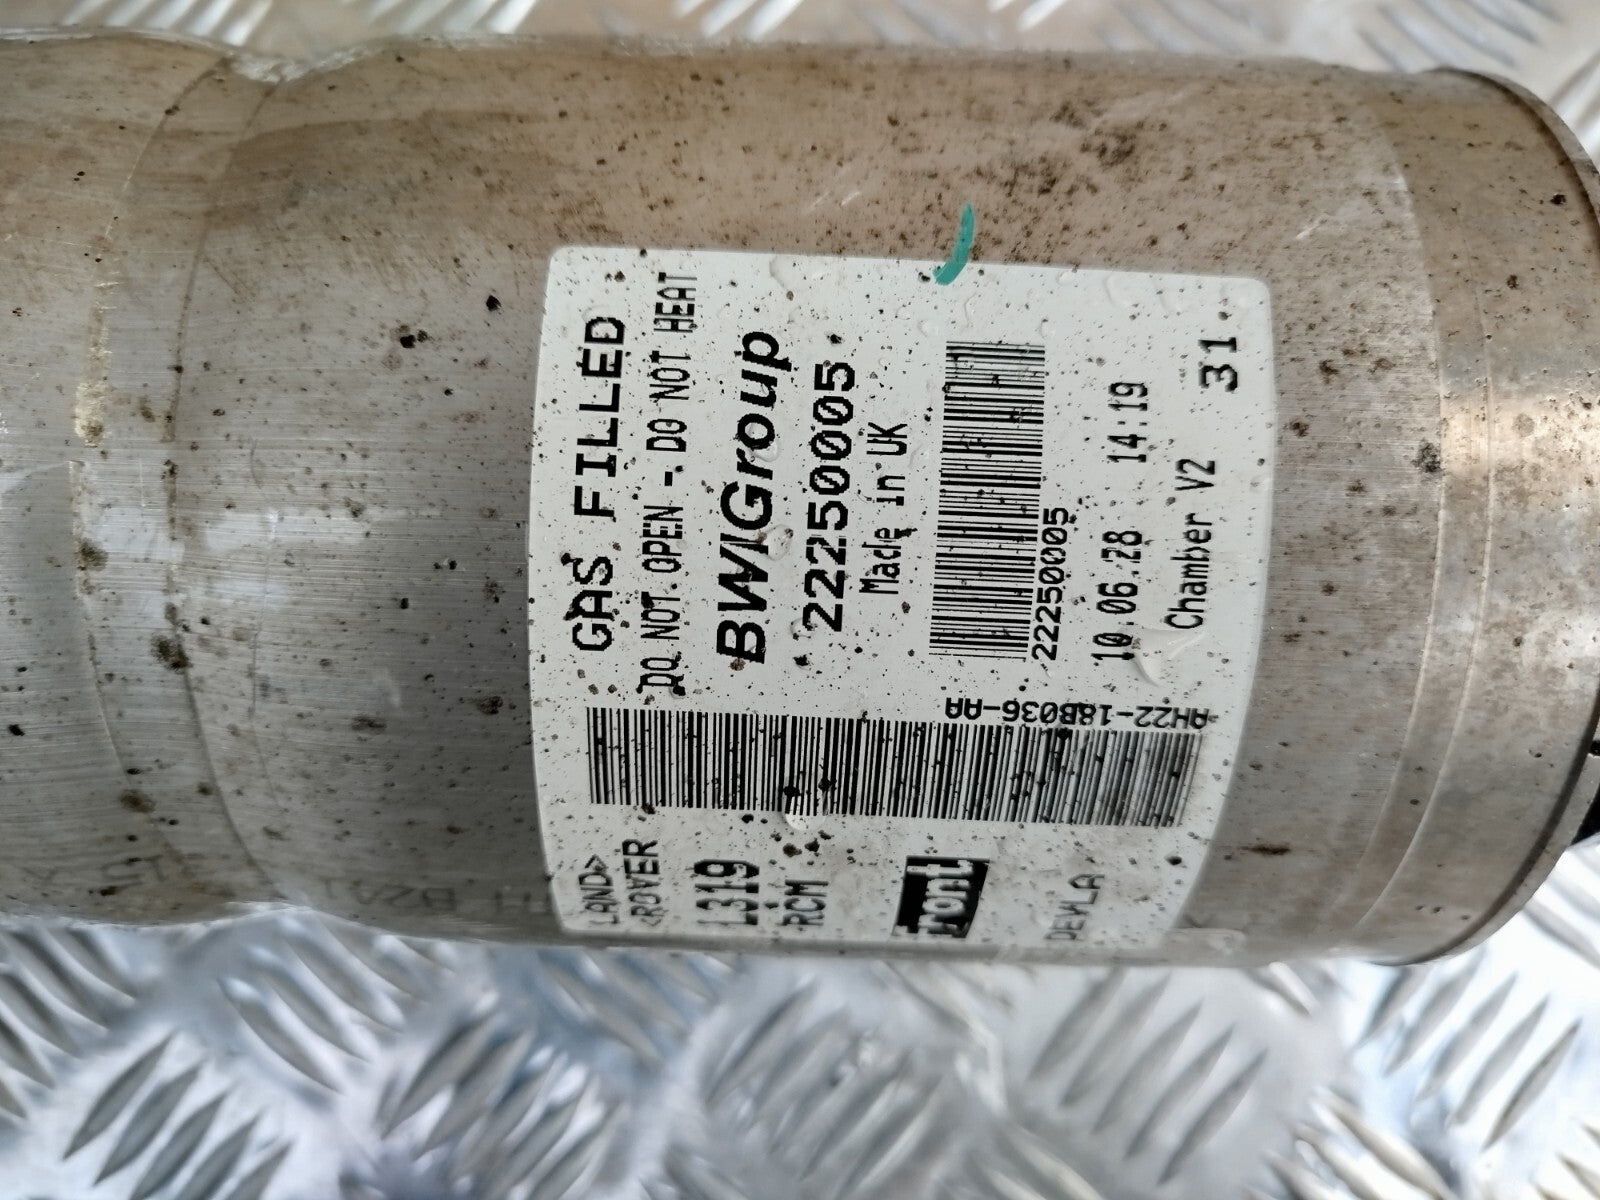 GAS FILLED
DO NOT OPEN - DO NOT HEAT
BWIGroup
22250005
Made in UK
22250005
10.06.28 14:19
Chamber V2 31
AH22-18B036-AA
LAND>
<ROVER
L319
RCM
Front